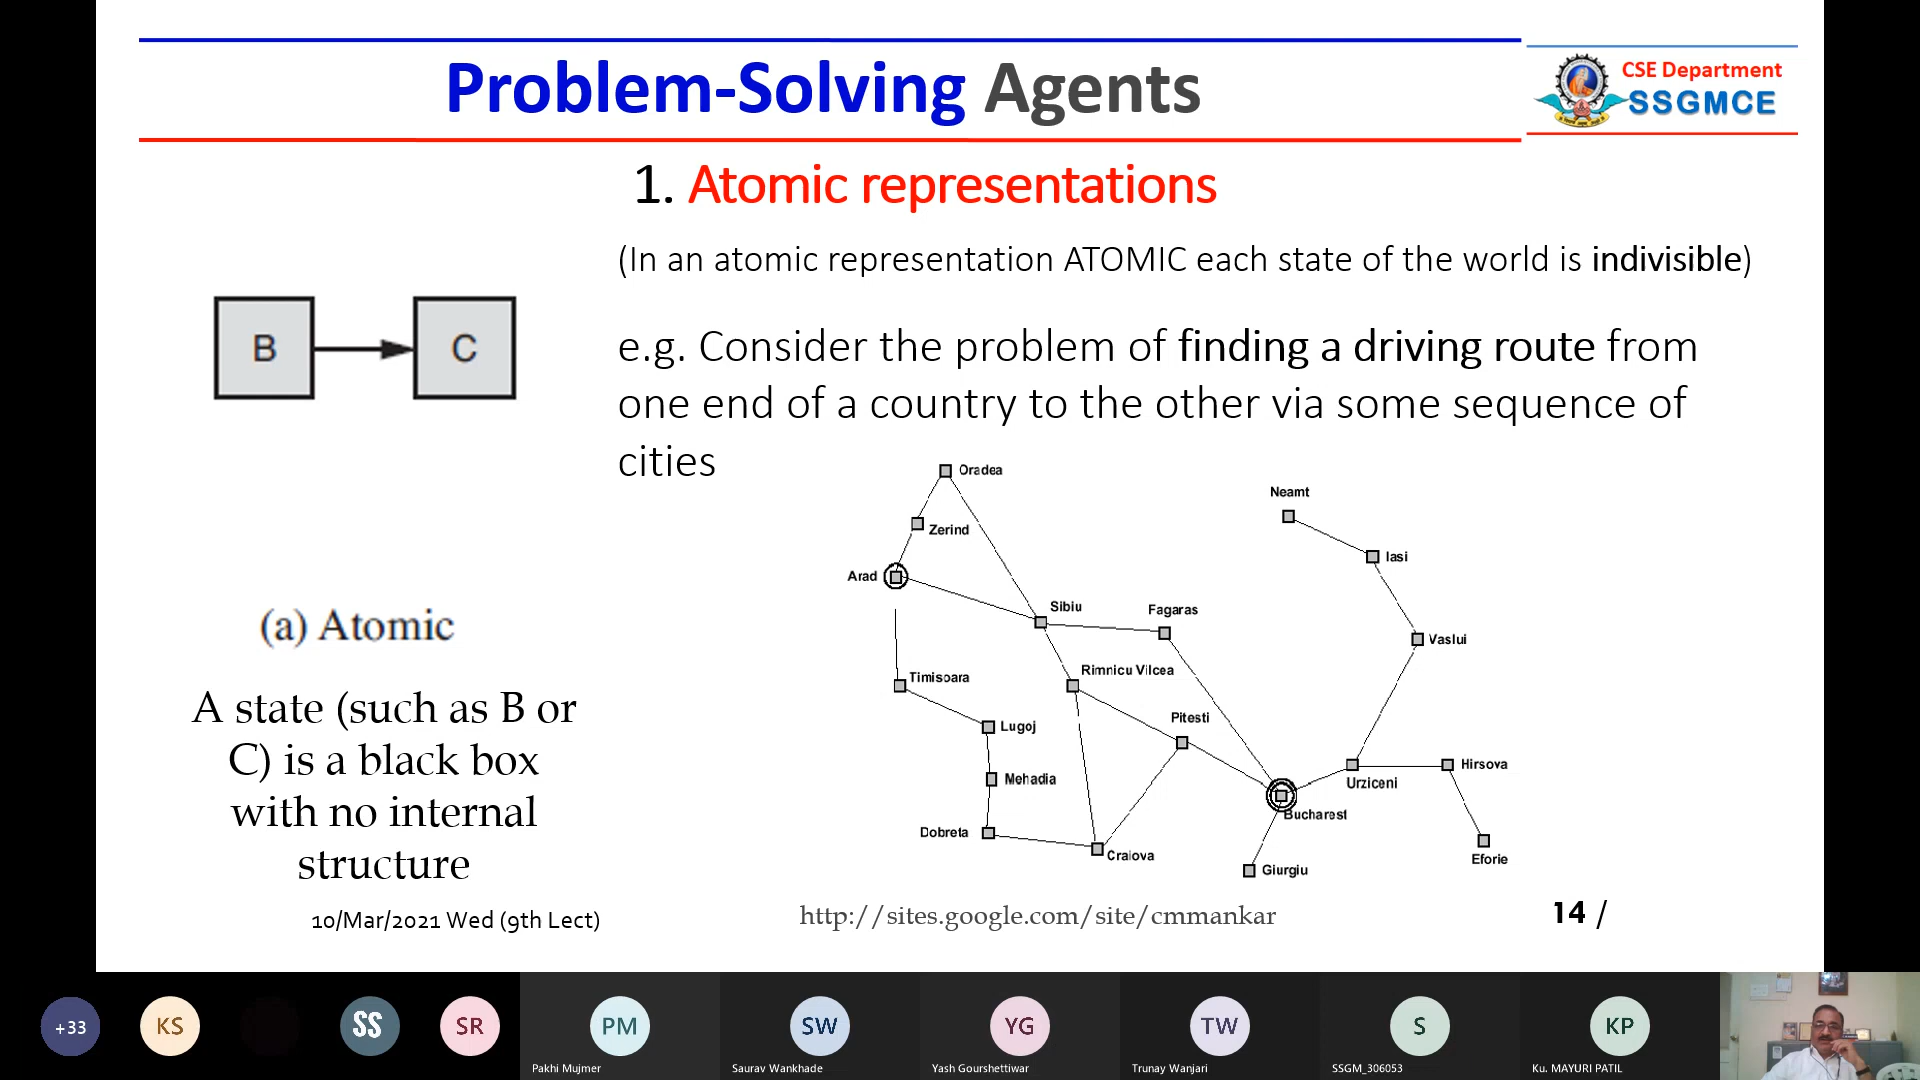 Problem-Solving Agents
CSE Department
SSGMCE
1. Atomic representations
(In an atomic representation ATOMIC each state of the world is indivisible)
B
C
e.g. Consider the problem of finding a driving route from
one end of a country to the other via some sequence of
cities
Oradea
Neamt
Zerind
Iasi
Arad
Sibiu
Fagaras
Vaslui
Timisoara
Rimnicu Vilcea
Lugoj
Pitesti
Mehadia
Hirsova
Urziceni
Bucharest
Dobreta
Craiova
Eforie
Giurgiu
(a) Atomic
A state (such as B or
C) is a black box
with no internal
structure
10/Mar/2021 Wed (9th Lect)
http://sites.google.com/site/cmmankar
14 /
+33
KS
SS
SR
PM
SW
YG
TW
S
KP
Pakhi Mujmer
Saurav Wankhade
Yash Gourshettiwar
Trunay Wanjari
SSGM_306053
Ku. MAYURI PATIL